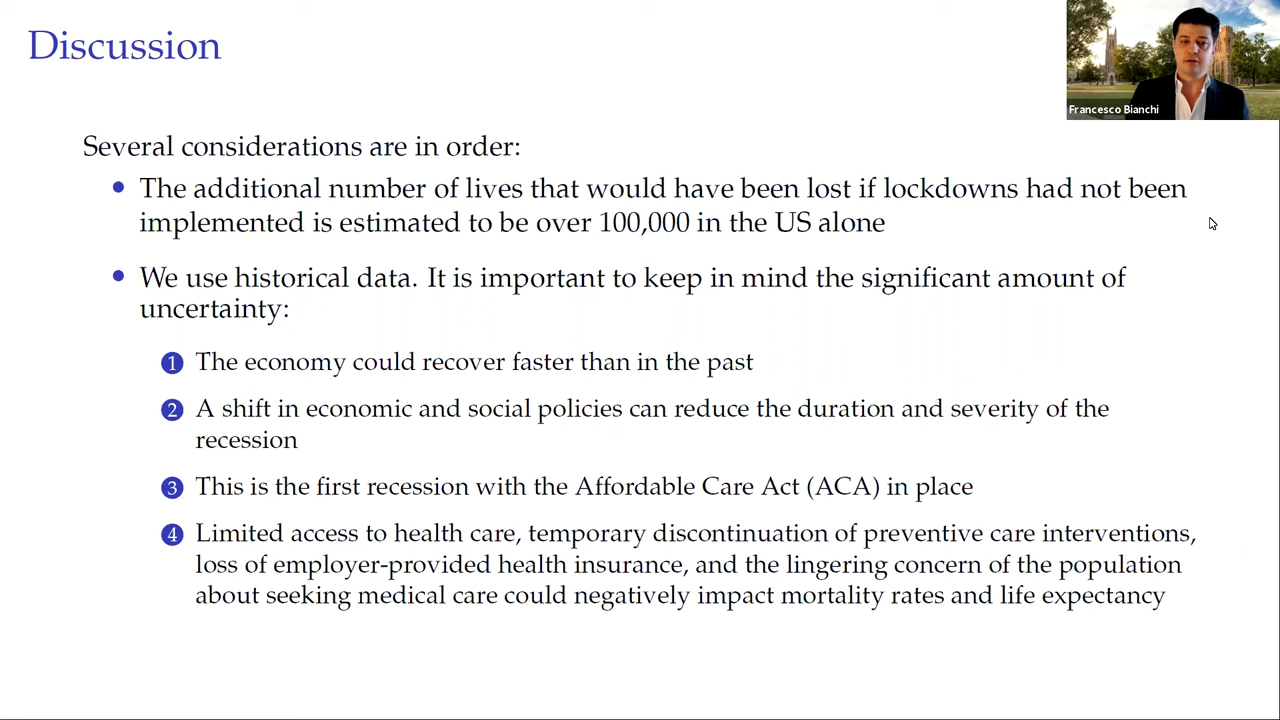 Discussion
Francesco Bianchi
Several considerations are in order:
• The additional number of lives that would have been lost if lockdowns had not been
implemented is estimated to be over 100,000 in the US alone
• We use historical data. It is important to keep in mind the significant amount of
uncertainty:
1 The economy could recover faster than in the past
2 A shift in economic and social policies can reduce the duration and severity of the
recession
3 This is the first recession with the Affordable Care Act (ACA) in place
4 Limited access to health care, temporary discontinuation of preventive care interventions,
loss of employer-provided health insurance, and the lingering concern of the population
about seeking medical care could negatively impact mortality rates and life expectancy